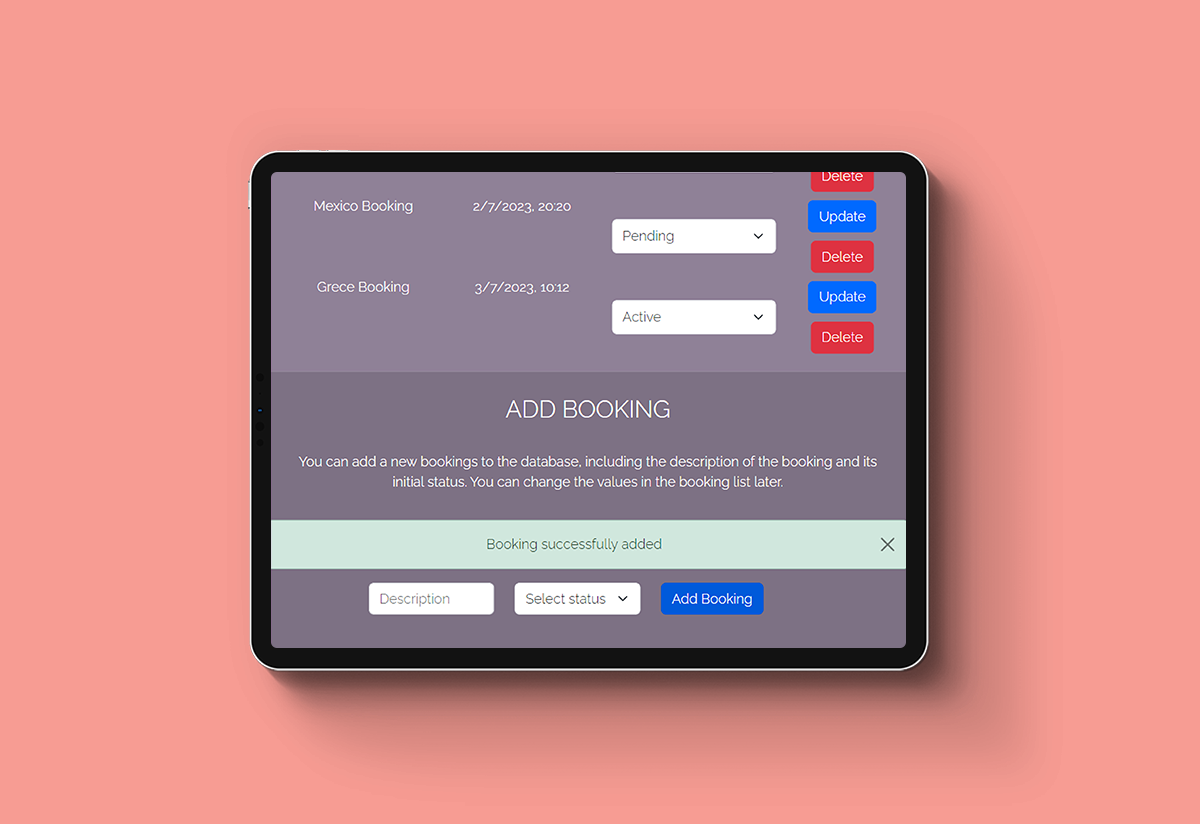 Delete
Mexico Booking 2/7/2023, 20:20
Update
Pending
Delete
Grece Booking 3/7/2023, 10:12
Update
Active
Delete
ADD BOOKING
You can add a new bookings to the database, including the description of the booking and its
initial status. You can change the values in the booking list later.
Booking successfully added
Description Select status Add Booking